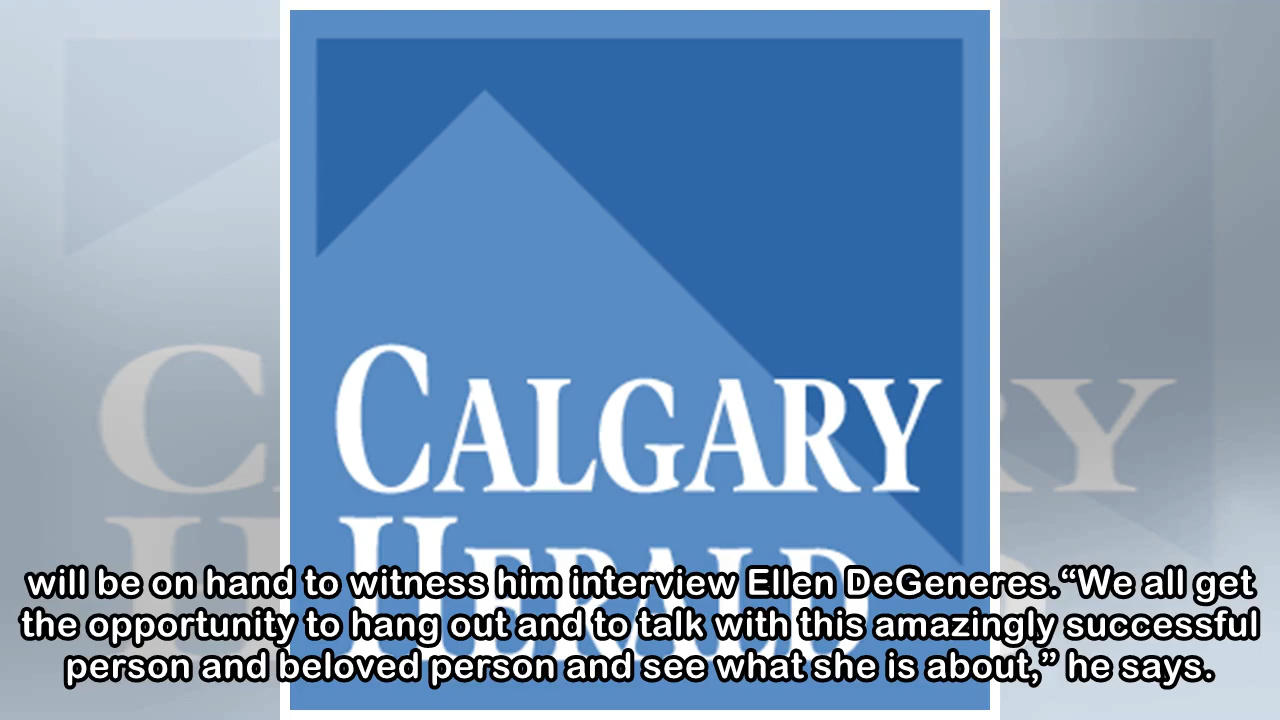 CALGARY
HERALD
will be on hand to witness him interview Ellen DeGeneres.“We all get
the opportunity to hang out and to talk with this amazingly successful
person and beloved person and see what she is about,” he says.